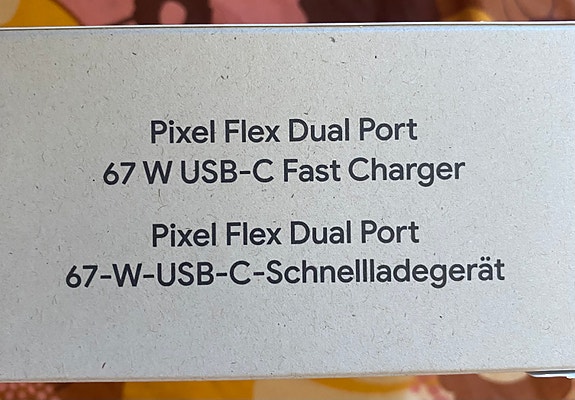 Pixel Flex Dual Port
67 W USB-C Fast Charger
Pixel Flex Dual Port
67-W-USB-C-Schnellladegerät